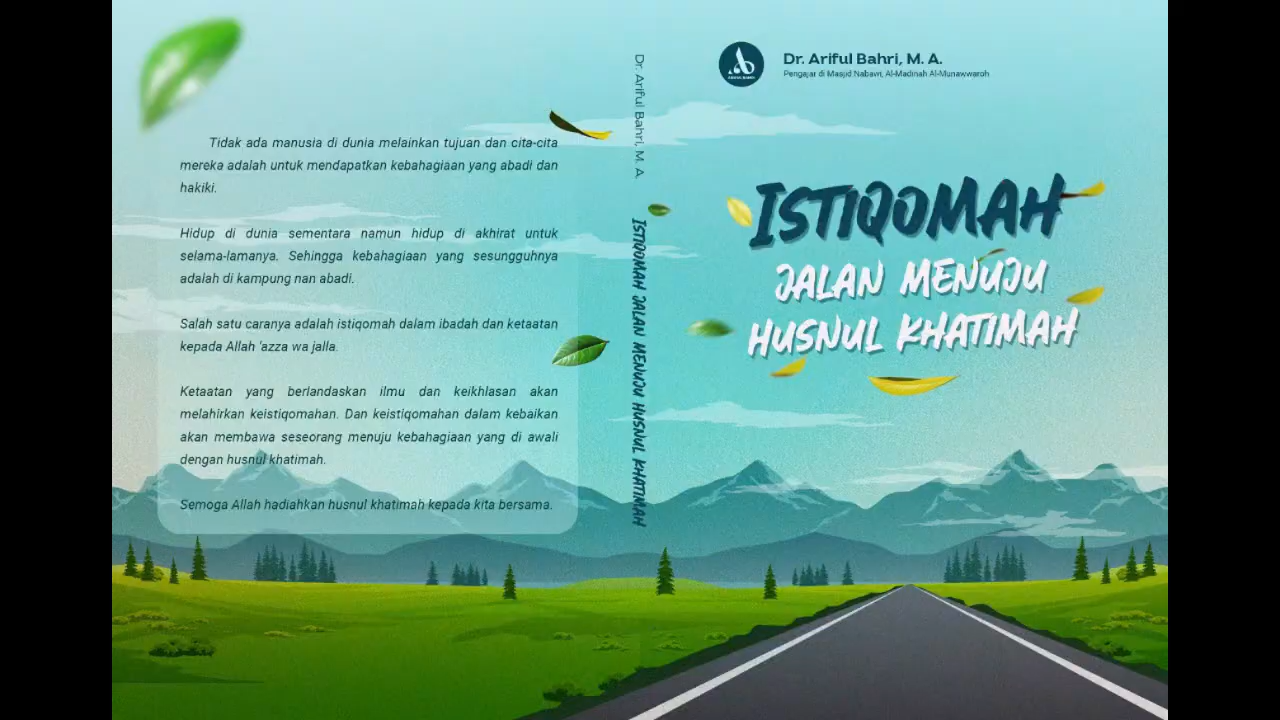 Tidak ada manusia di dunia melainkan tujuan dan cita-cita
mereka adalah untuk mendapatkan kebahagiaan yang abadi dan
hakiki.
Hidup di dunia sementara namun hidup di akhirat untuk
selama-lamanya. Sehingga kebahagiaan yang sesungguhnya
adalah di kampung nan abadi.
Salah satu caranya adalah istiqomah dalam ibadah dan ketaatan
kepada Allah 'azza wa jalla.
Ketaatan yang berlandaskan ilmu dan keikhlasan akan
melahirkan keistiqomahan. Dan keistiqomahan dalam kebaikan
akan membawa seseorang menuju kebahagiaan yang di awali
dengan husnul khatimah.
Semoga Allah hadiahkan husnul khatimah kepada kita bersama.
Dr. Ariful Bahri, M. A.
ISTIQOMAH JALAN MENUJU HUSNUL KHATIMAH
ARIFUL BAHRI
Dr. Ariful Bahri, M. A.
Pengajar di Masjid Nabawi, Al-Madinah Al-Munawwaroh
ISTIQOMAH
JALAN MENUJU
HUSNUL KHATIMAH